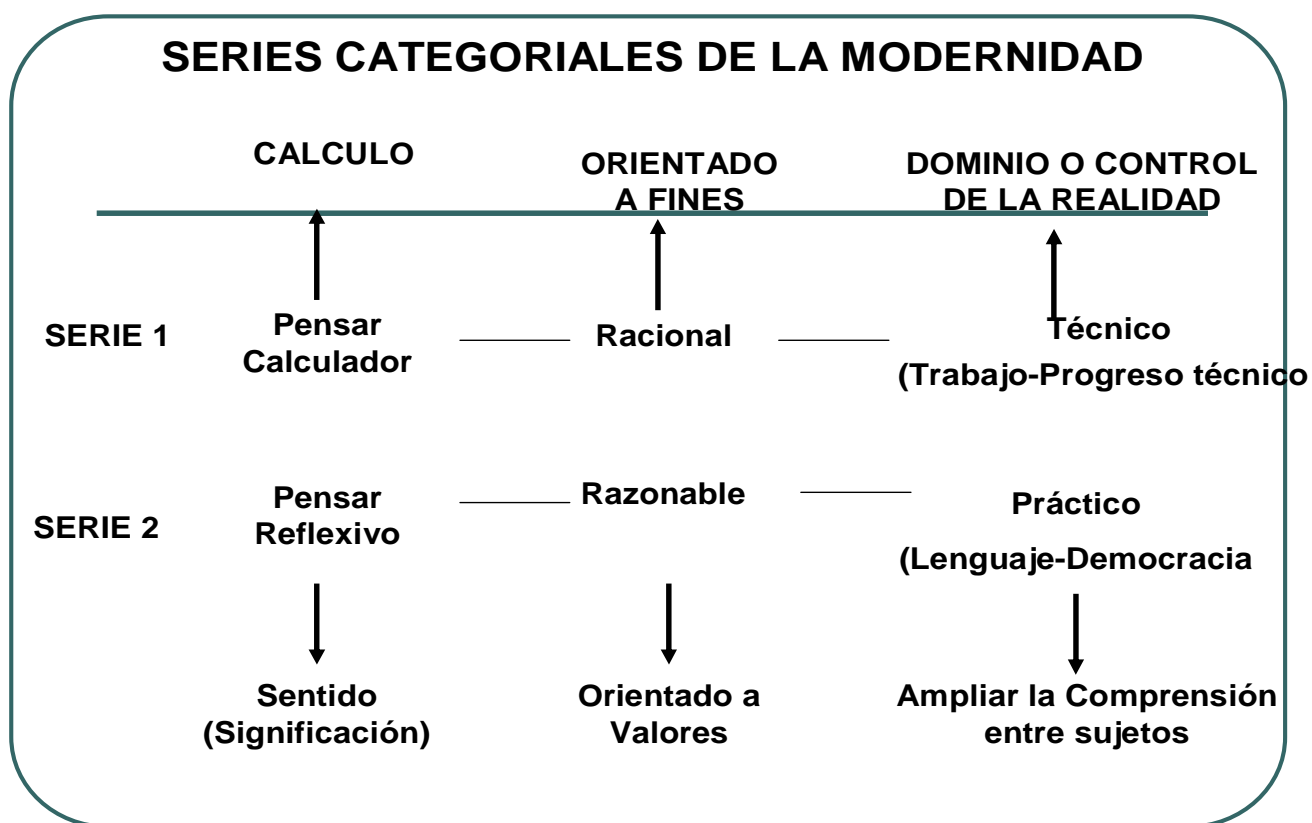 SERIES CATEGORIALES DE LA MODERNIDAD
CALCULO
ORIENTADO
A FINES
DOMINIO O CONTROL
DE LA REALIDAD
SERIE 1
Pensar
Calculador
Racional
Técnico
(Trabajo-Progreso técnico
SERIE 2
Pensar
Reflexivo
Razonable
Práctico
(Lenguaje-Democracia
Sentido
(Significación)
Orientado a
Valores
Ampliar la Comprensión
entre sujetos